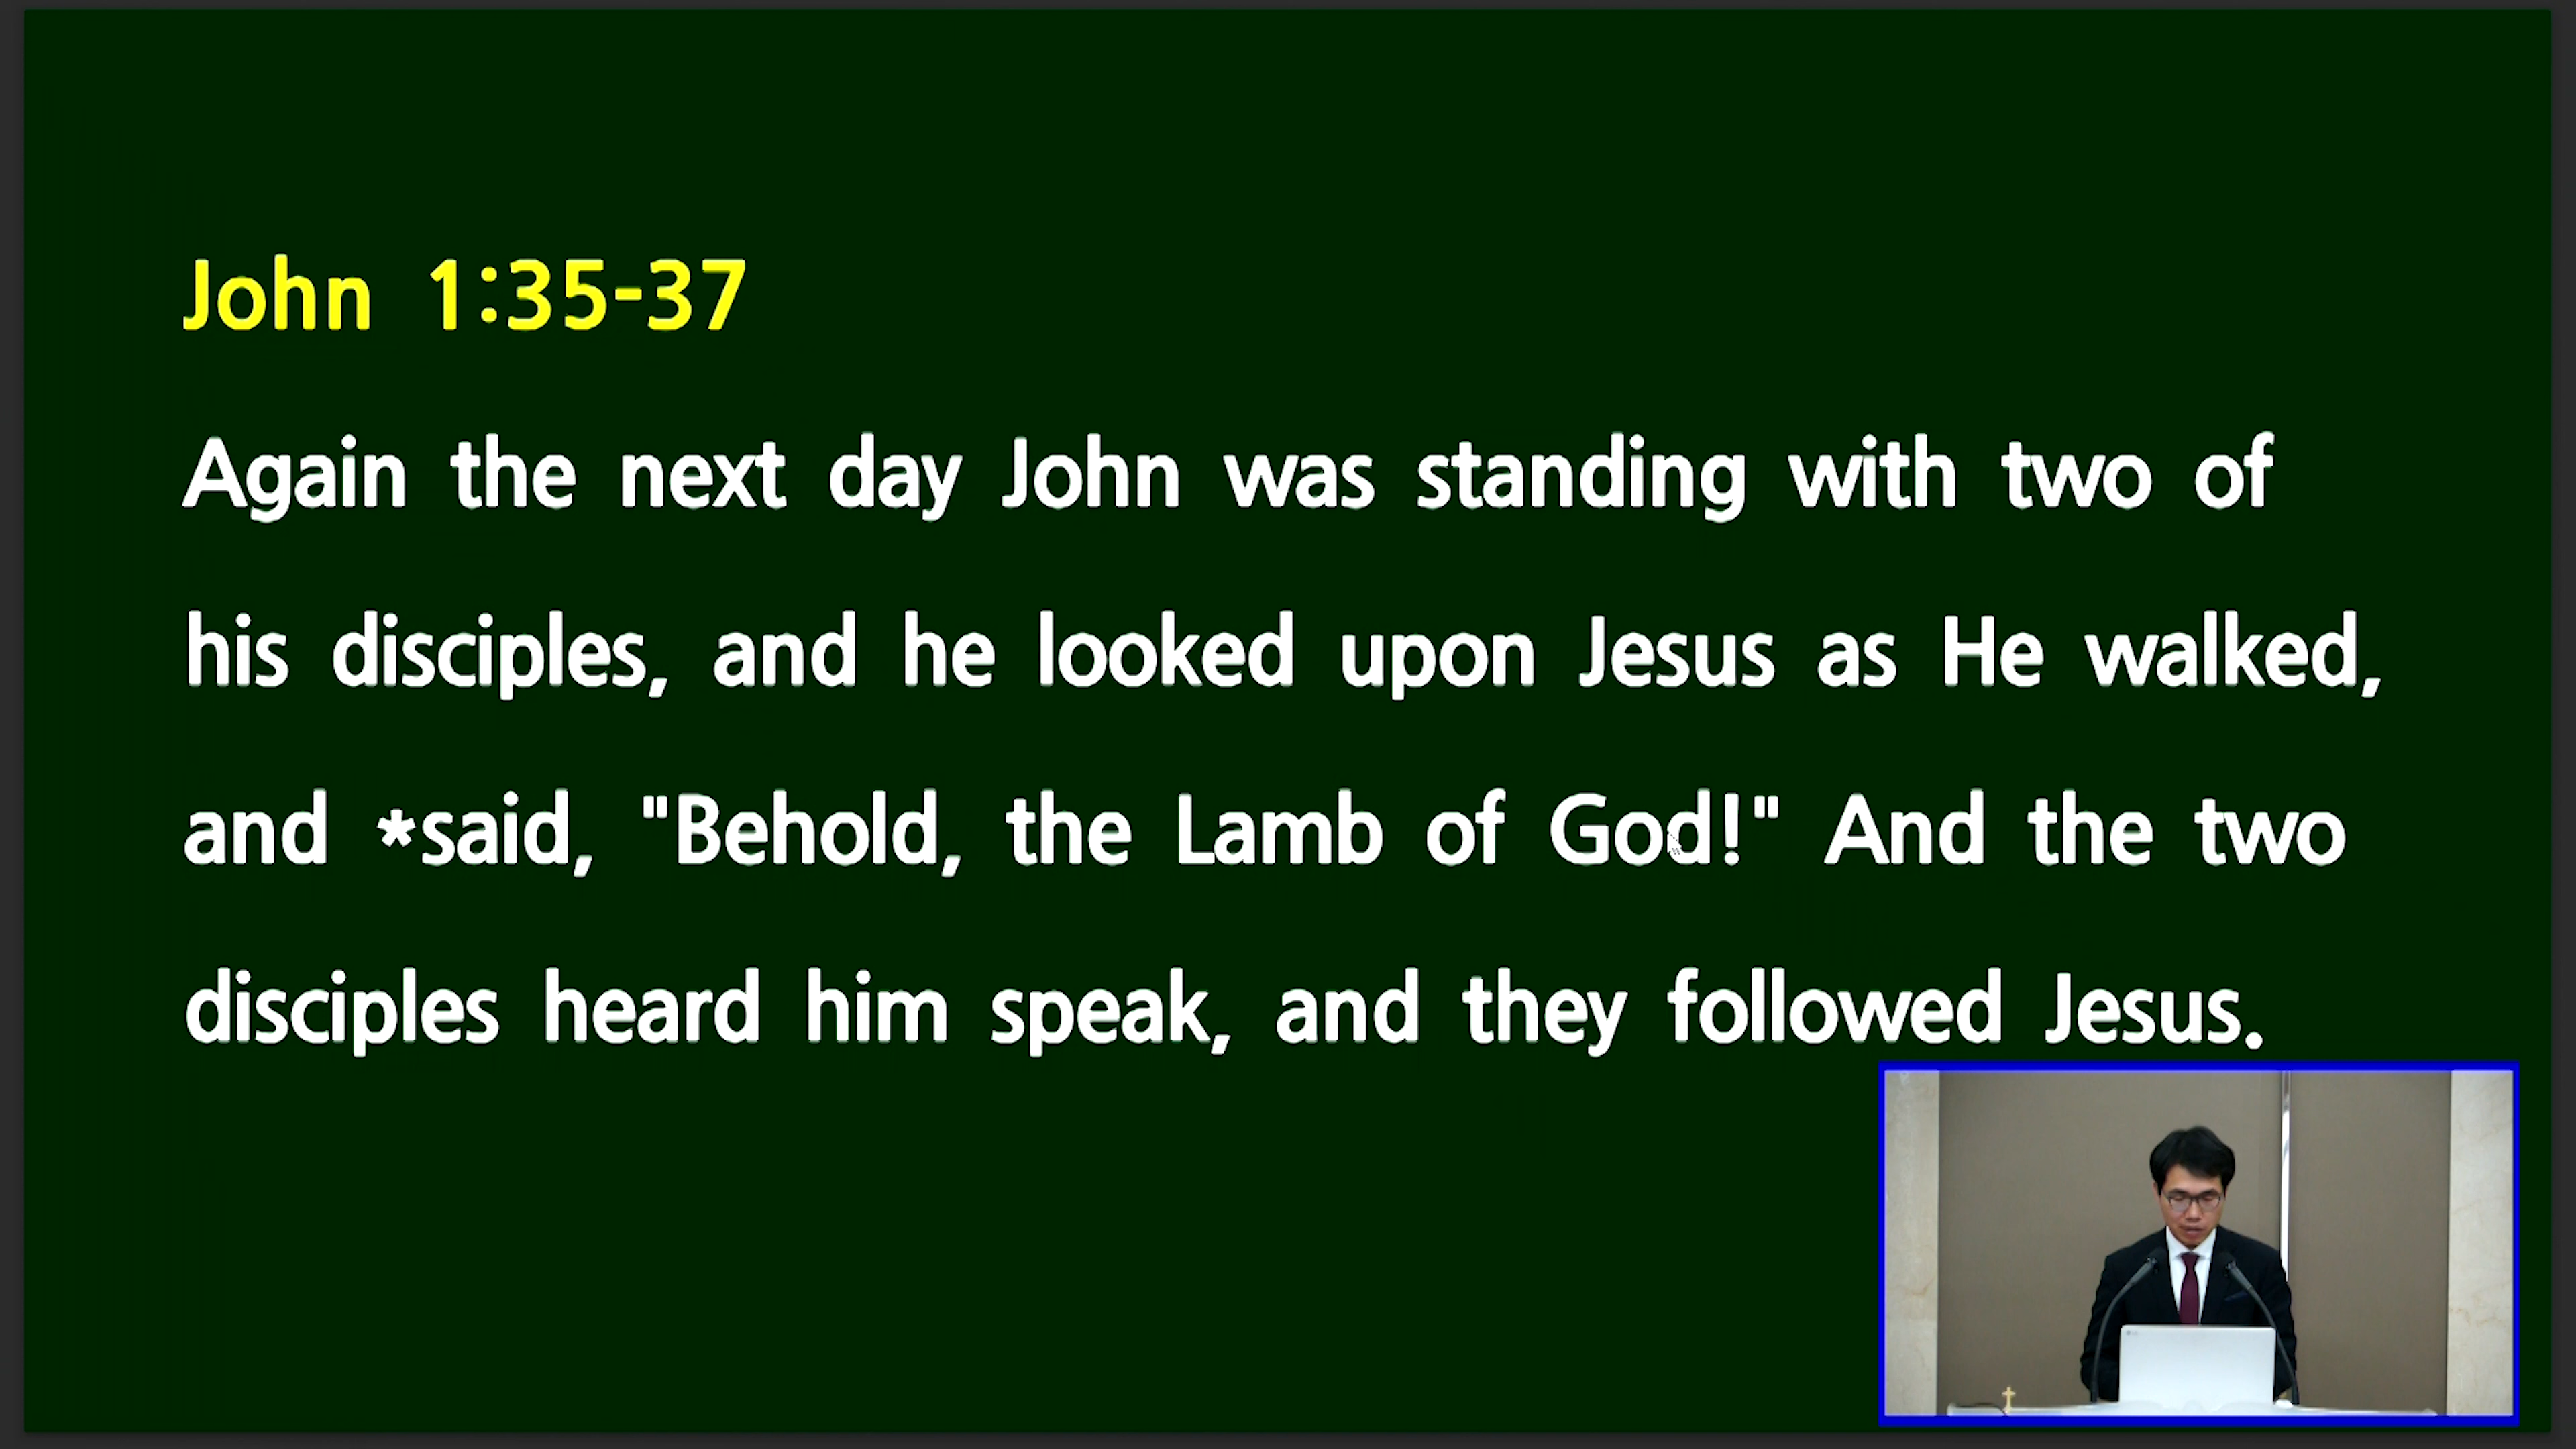 John 1:35-37
Again the next day John was standing with two of
his disciples, and he looked upon Jesus as He walked,
and *said, "Behold, the Lamb of God!" And the two
disciples heard him speak, and they followed Jesus.